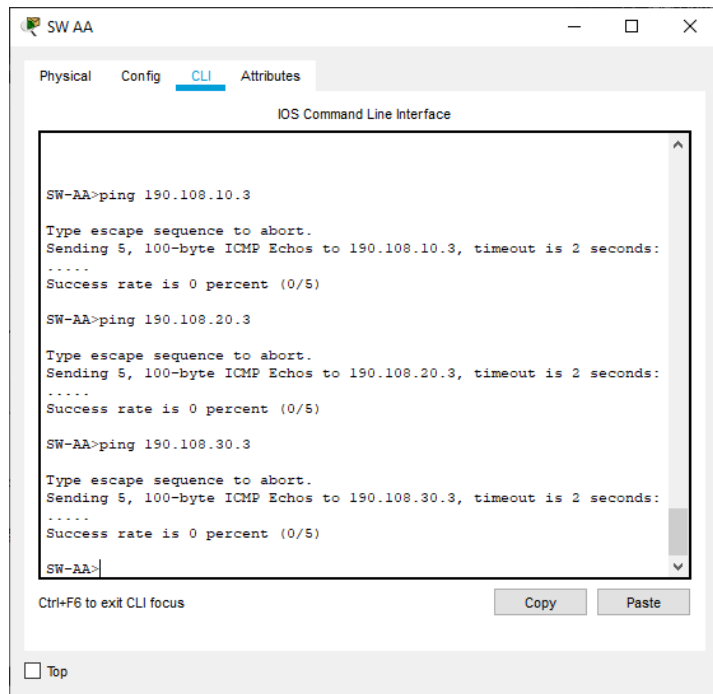 SW AA
Physical Config CLI Attributes
IOS Command Line Interface
SW-AA>ping 190.108.10.3
Type escape sequence to abort.
Sending 5, 100-byte ICMP Echos to 190.108.10.3, timeout is 2 seconds:
.....
Success rate is 0 percent (0/5)
SW-AA>ping 190.108.20.3
Type escape sequence to abort.
Sending 5, 100-byte ICMP Echos to 190.108.20.3, timeout is 2 seconds:
.....
Success rate is 0 percent (0/5)
SW-AA>ping 190.108.30.3
Type escape sequence to abort.
Sending 5, 100-byte ICMP Echos to 190.108.30.3, timeout is 2 seconds:
.....
Success rate is 0 percent (0/5)
SW-AA>
Ctrl+F6 to exit CLI focus
Copy Paste
Top